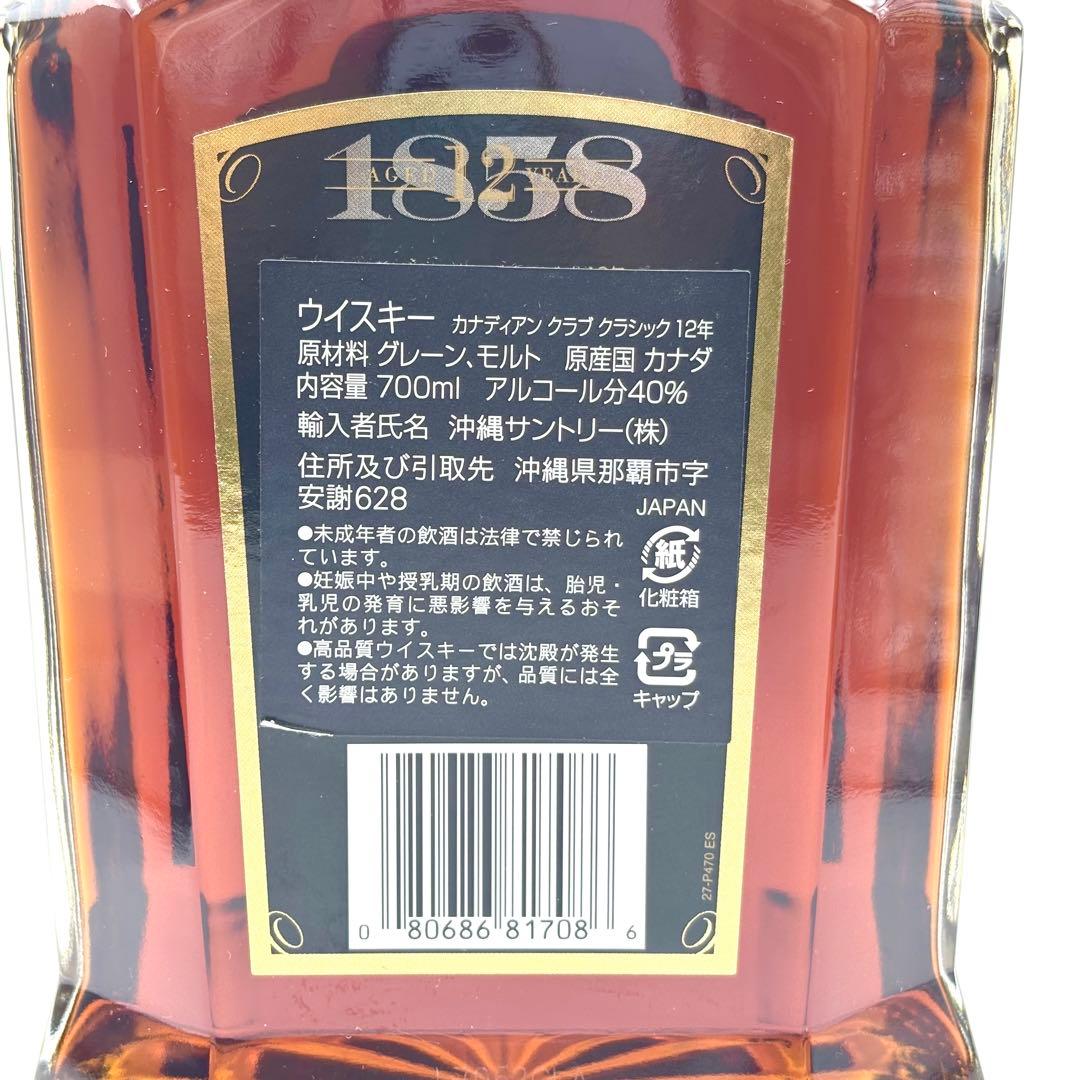 1858
AGED 12 YEARS
ウイスキー カナディアン クラブ クラシック 12年
原材料 グレーン、モルト 原産国 カナダ
内容量 700ml アルコール分40%
輸入者氏名 沖縄サントリー(株)
住所及び引取先 沖縄県那覇市字
安謝628
JAPAN
●未成年者の飲酒は法律で禁じられ
ています。
●妊娠中や授乳期の飲酒は、胎児・
乳児の発育に悪影響を与えるおそ
れがあります。
●高品質ウイスキーでは沈殿が発生
する場合がありますが、品質には全
く影響はありません。
紙
化粧箱
プラ
キャップ
0 80686 81708 6
27-P470 ES